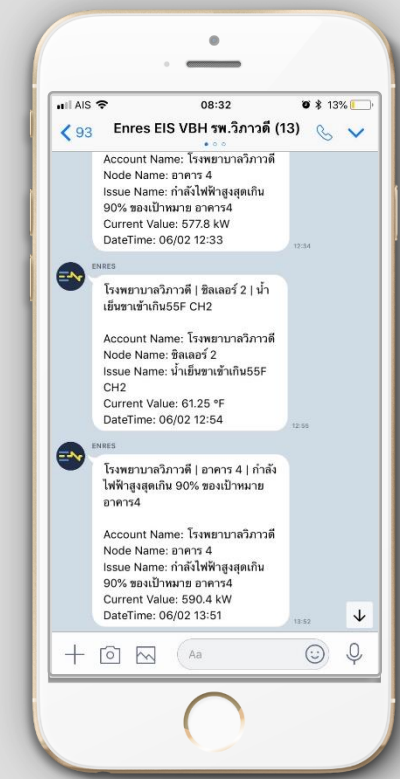 AIS 08:32 13%
93 Enres EIS VBH รพ.วิภาวดี (13)
Account Name: โรงพยาบาลวิภาวดี
Node Name: อาคาร 4
Issue Name: กำลังไฟฟ้าสูงสุดเกิน
90% ของเป้าหมาย อาคาร4
Current Value: 577.8 kW
DateTime: 06/02 12:33
12:34
ENRES
โรงพยาบาลวิภาวดี | ชิลเลอร์ 2 | น้ำ
เย็นขาเข้าเกิน55F CH2
Account Name: โรงพยาบาลวิภาวดี
Node Name: ชิลเลอร์ 2
Issue Name: น้ำเย็นขาเข้าเกิน55F
CH2
Current Value: 61.25 °F
DateTime: 06/02 12:54
12:55
ENRES
โรงพยาบาลวิภาวดี | อาคาร 4 | กำลัง
ไฟฟ้าสูงสุดเกิน 90% ของเป้าหมาย
อาคาร4
Account Name: โรงพยาบาลวิภาวดี
Node Name: อาคาร 4
Issue Name: กำลังไฟฟ้าสูงสุดเกิน
90% ของเป้าหมาย อาคาร4
Current Value: 590.4 kW
DateTime: 06/02 13:51
13:52
Aa